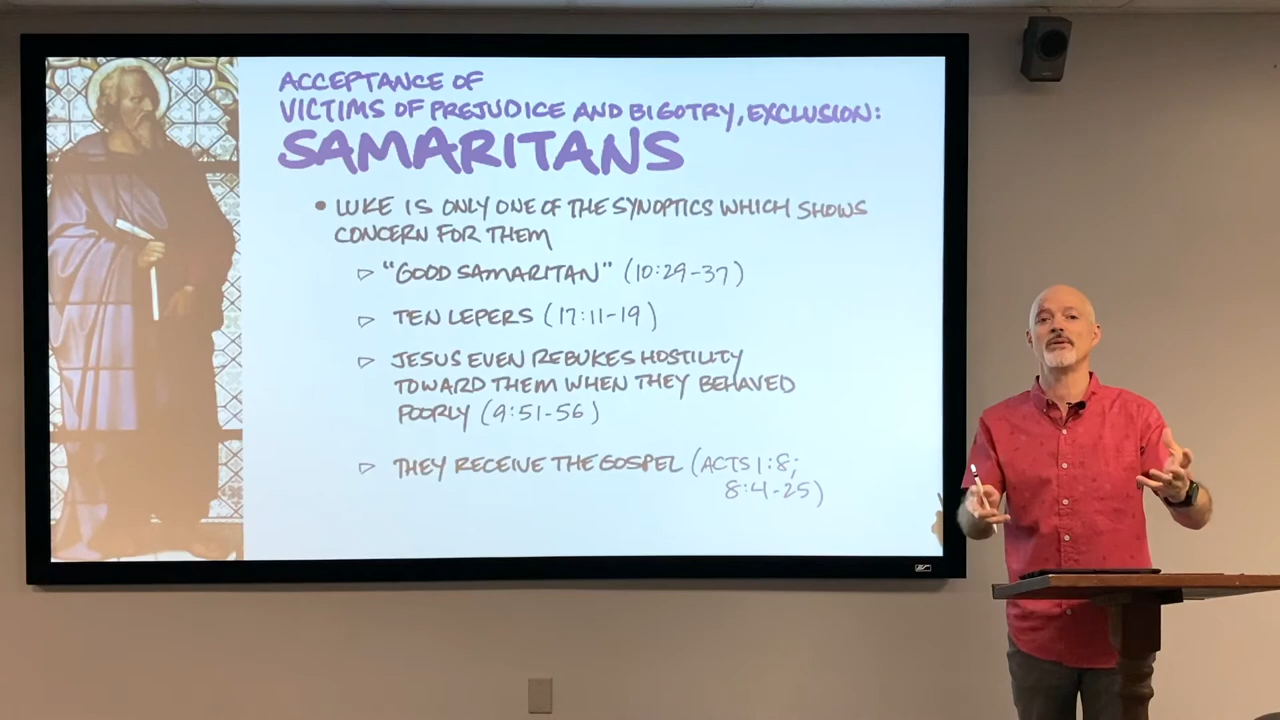 ACCEPTANCE OF
VICTIMS OF PREJUDICE AND BIGOTRY, EXCLUSION:
SAMARITANS
• LUKE IS ONLY ONE OF THE SYNOPTICS WHICH SHOWS
CONCERN FOR THEM
▷ "GOOD SAMARITAN" (10:29-37)
▷ TEN LEPERS (17:11-19)
▷ JESUS EVEN REBUKES HOSTILITY
TOWARD THEM WHEN THEY BEHAVED
POORLY (9:51-56)
▷ THEY RECEIVE THE GOSPEL (ACTS 1:8;
8:4-25)